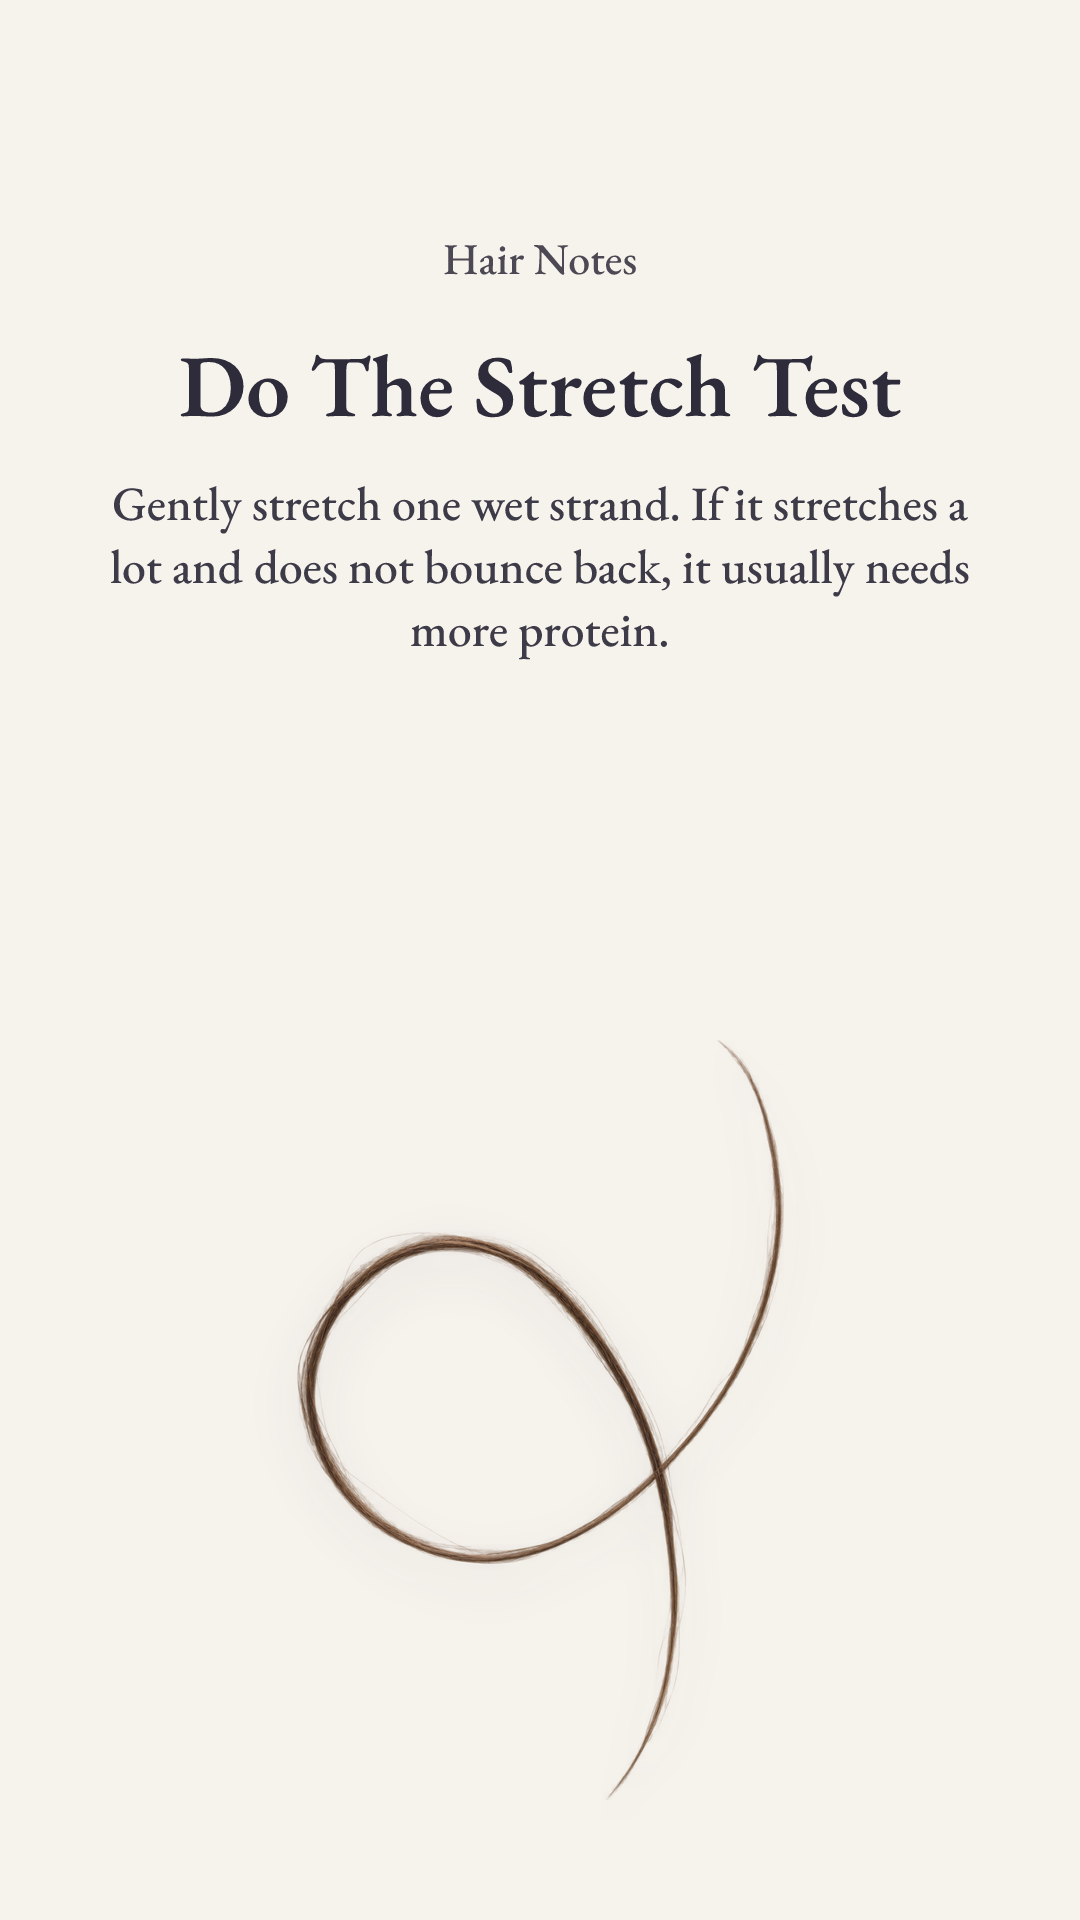 Hair Notes
Do The Stretch Test
Gently stretch one wet strand. If it stretches a
lot and does not bounce back, it usually needs
more protein.